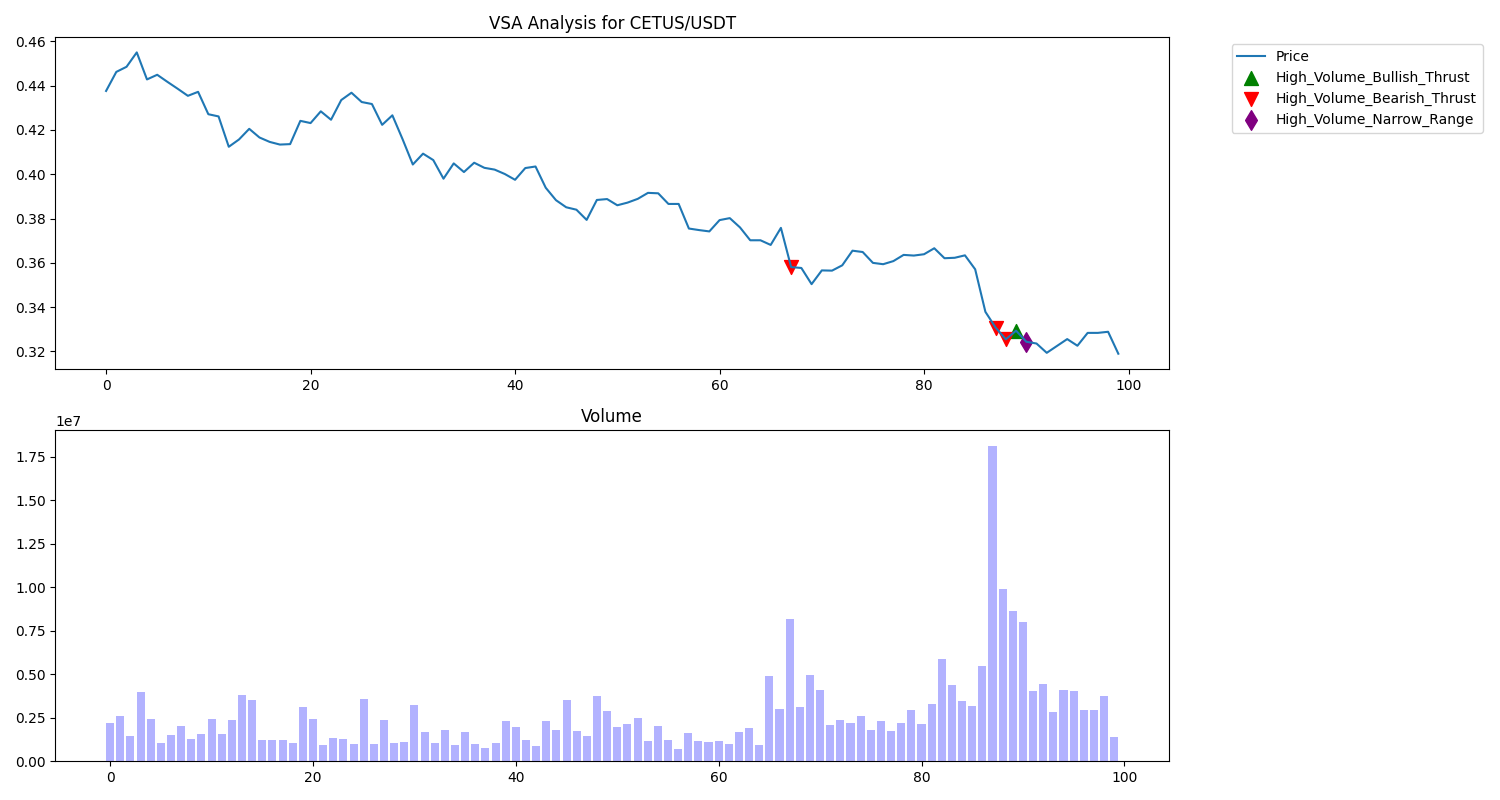 VSA Analysis for CETUS/USDT
0.46
0.44
0.42
0.40
0.38
0.36
0.34
0.32
0 20 40 60 80 100
Price
High_Volume_Bullish_Thrust
High_Volume_Bearish_Thrust
High_Volume_Narrow_Range
Volume
1e7
1.75
1.50
1.25
1.00
0.75
0.50
0.25
0.00
0 20 40 60 80 100